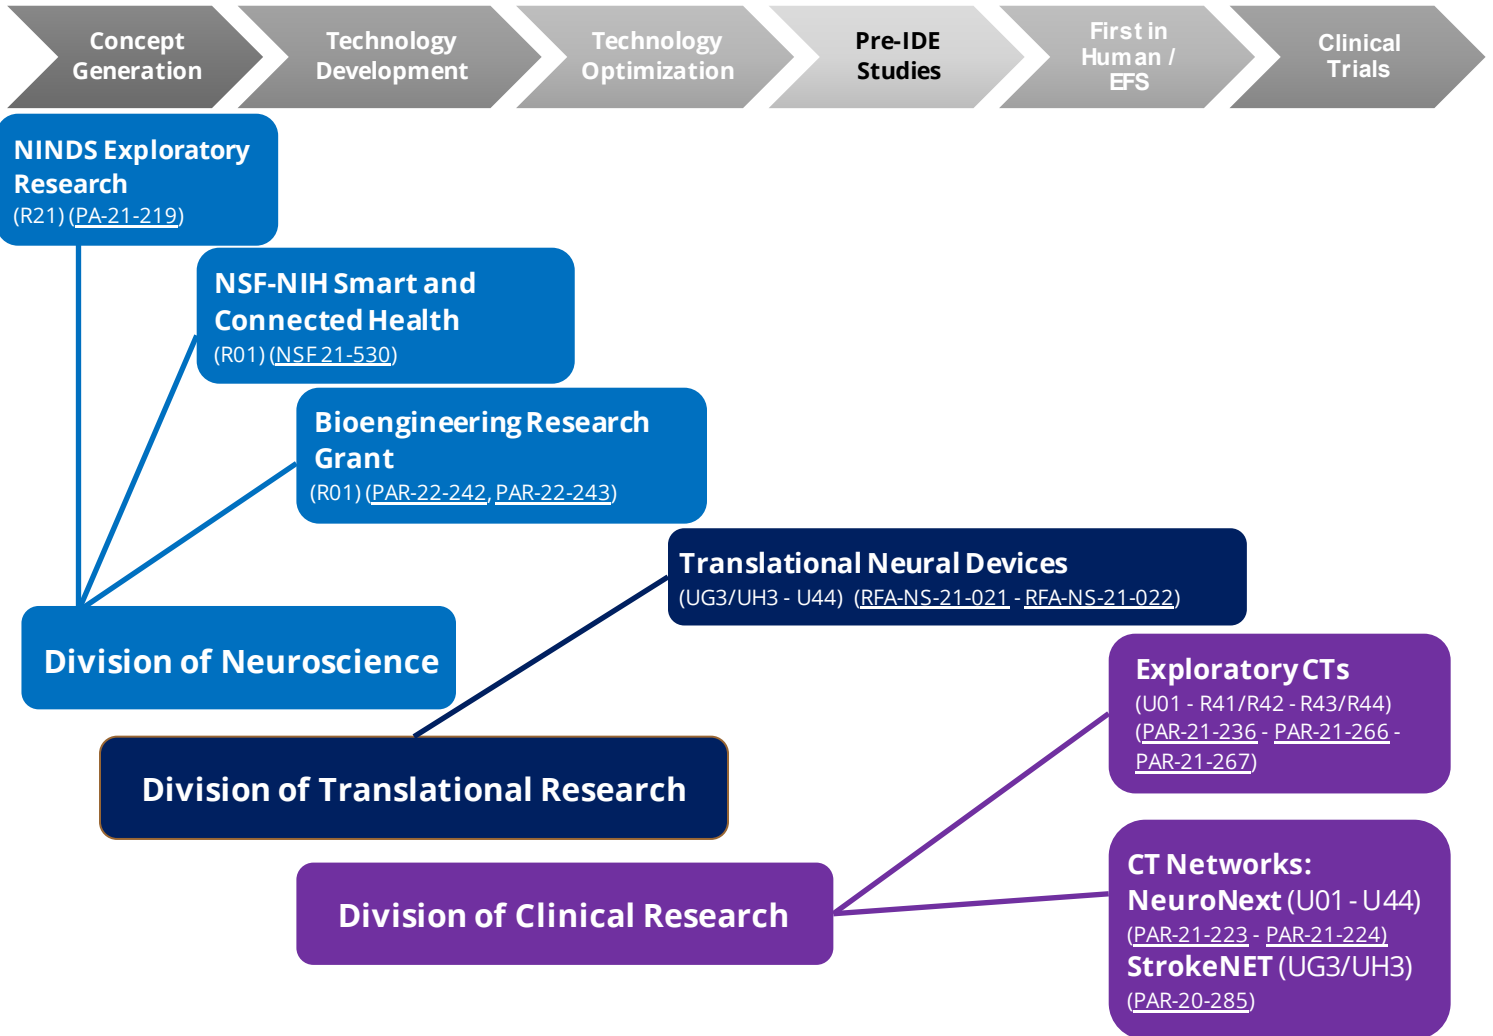 Concept
Generation
Technology
Development
Technology
Optimization
Pre-IDE
Studies
First in
Human /
EFS
Clinical
Trials
NINDS Exploratory
Research
(R21) (PA-21-219)
NSF-NIH Smart and
Connected Health
(R01) (NSF 21-530)
Bioengineering Research
Grant
(R01) (PAR-22-242, PAR-22-243)
Translational Neural Devices
(UG3/UH3 - U44) (RFA-NS-21-021 - RFA-NS-21-022)
Division of Neuroscience
Exploratory CTs
(U01 - R41/R42 - R43/R44)
(PAR-21-236 - PAR-21-266 -
PAR-21-267)
Division of Translational Research
CT Networks:
NeuroNext (U01 - U44)
(PAR-21-223 - PAR-21-224)
StrokeNET (UG3/UH3)
(PAR-20-285)
Division of Clinical Research